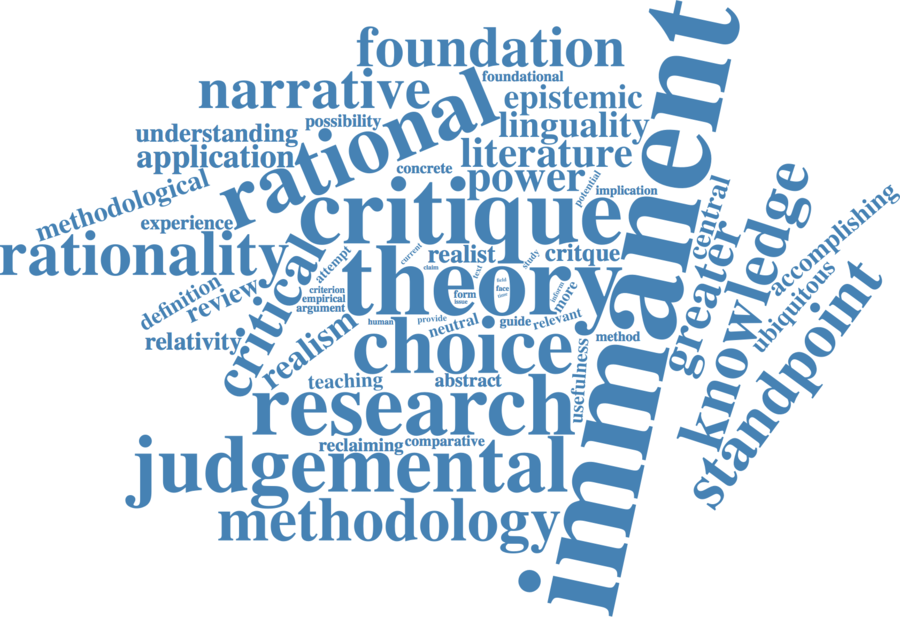 foundation
immanent
narrative
foundational
rational
epistemic
possibility
linguality
understanding
application
literature
concrete
power
potential
implication
methodological
critique
central
knowledge
accomplishing
experience
rationality
critical
attempt
current
realist
study
critque
greater
ubiquitous
claim
text
theory
field
face
time
inform
more
definition
review
criterion
empirical
argument
form
issue
standpoint
relativity
realism
human
provide
neutral
guide
relevant
method
choice
usefulness
teaching
abstract
research
reclaiming
comparative
judgemental
methodology